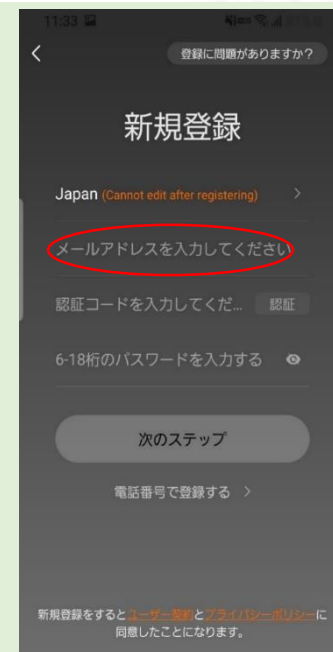 11:33
登録に問題がありますか？
新規登録
Japan (Cannot edit after registering)
メールアドレスを入力してください
認証コードを入力してくだ... 認証
6-18桁のパスワードを入力する
次のステップ
電話番号で登録する
新規登録をするとユーザー契約とプライバシーポリシーに
同意したことになります。